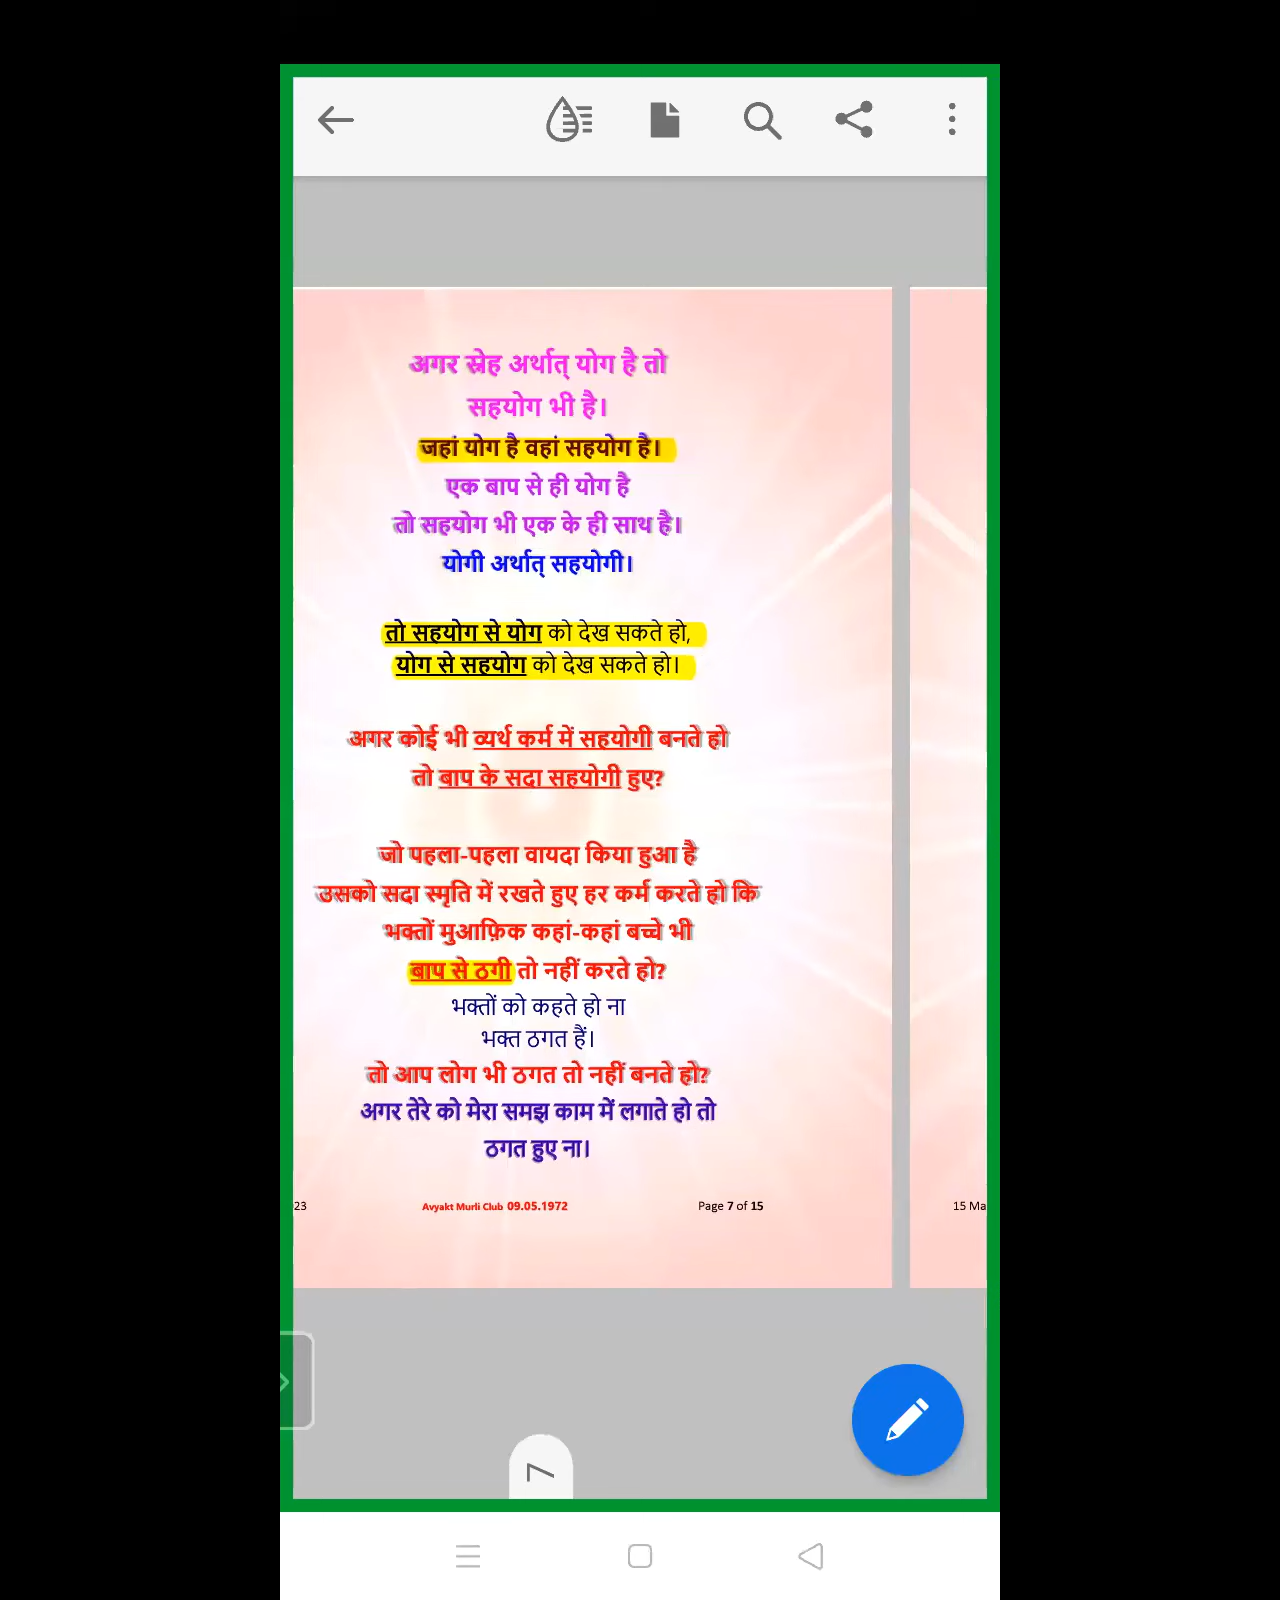 अगर स्नेह अर्थात् योग है तो
सहयोग भी है।
जहां योग है वहां सहयोग है।
एक बाप से ही योग है
तो सहयोग भी एक के ही साथ है।
योगी अर्थात् सहयोगी।
तो सहयोग से योग को देख सकते हो,
योग से सहयोग को देख सकते हो।
अगर कोई भी व्यर्थ कर्म में सहयोगी बनते हो
तो बाप के सदा सहयोगी हुए?
जो पहला-पहला वायदा किया हुआ है
उसको सदा स्मृति में रखते हुए हर कर्म करते हो कि
भक्तों मुआफ़िक कहां-कहां बच्चे भी
बाप से ठगी तो नहीं करते हो?
भक्तों को कहते हो ना
भक्त ठगत हैं।
तो आप लोग भी ठगत तो नहीं बनते हो?
अगर तेरे को मेरा समझ काम में लगाते हो तो
ठगत हुए ना।
23 Avyakt Murli Club 09.05.1972 Page 7 of 15 15 Ma
7